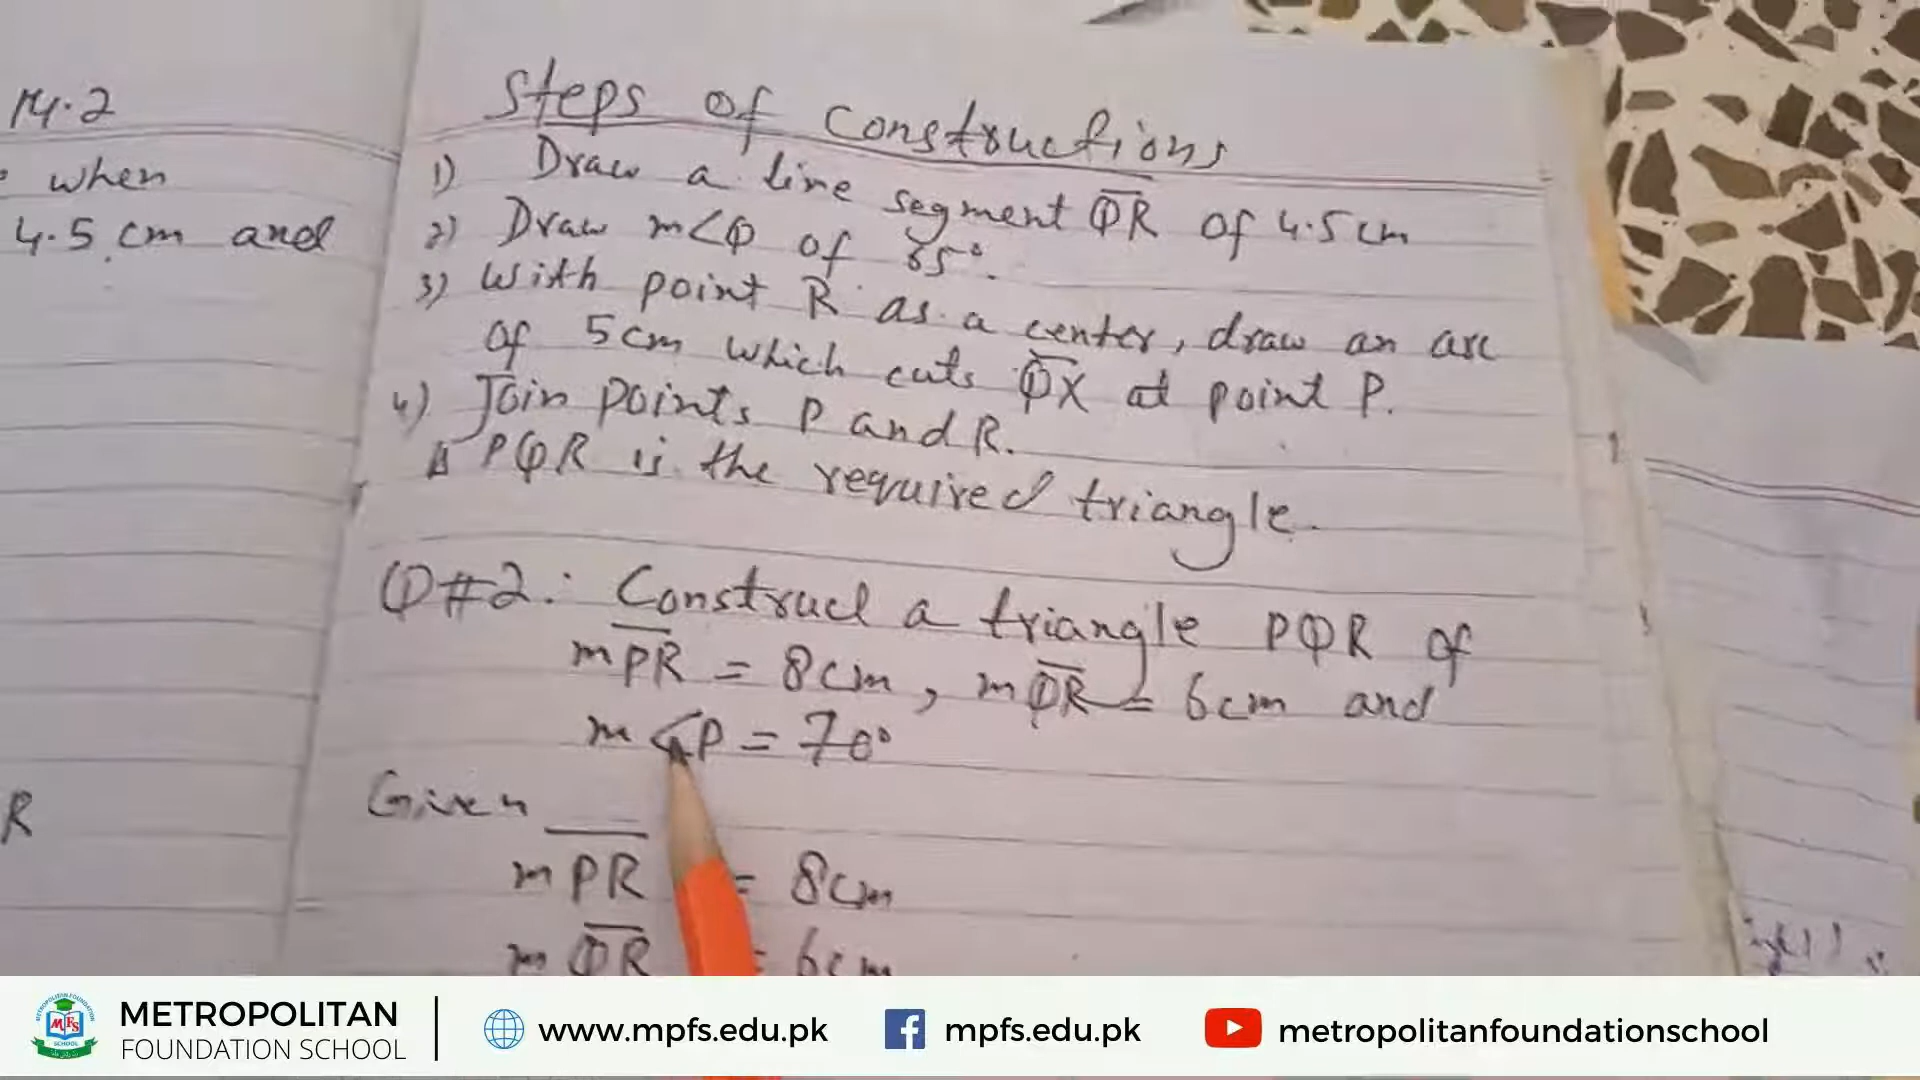 14.2
when
4.5 cm and
R
Steps of Constructions
1) Draw a line segment QR of 4.5cm
2) Draw m<Q of 65°.
3) With point R as a center, draw an arc
of 5cm which cuts QX at point P.
4) Join points P and R.
Δ PQR is the required triangle.
Q#2: Construct a triangle PQR of
mPR = 8cm, mQR = 6cm and
m<P = 70°
Given
mPR = 8cm
mQR = 6cm
METROPOLITAN
FOUNDATION SCHOOL
www.mpfs.edu.pk
mpfs.edu.pk
metropolitanfoundationschool